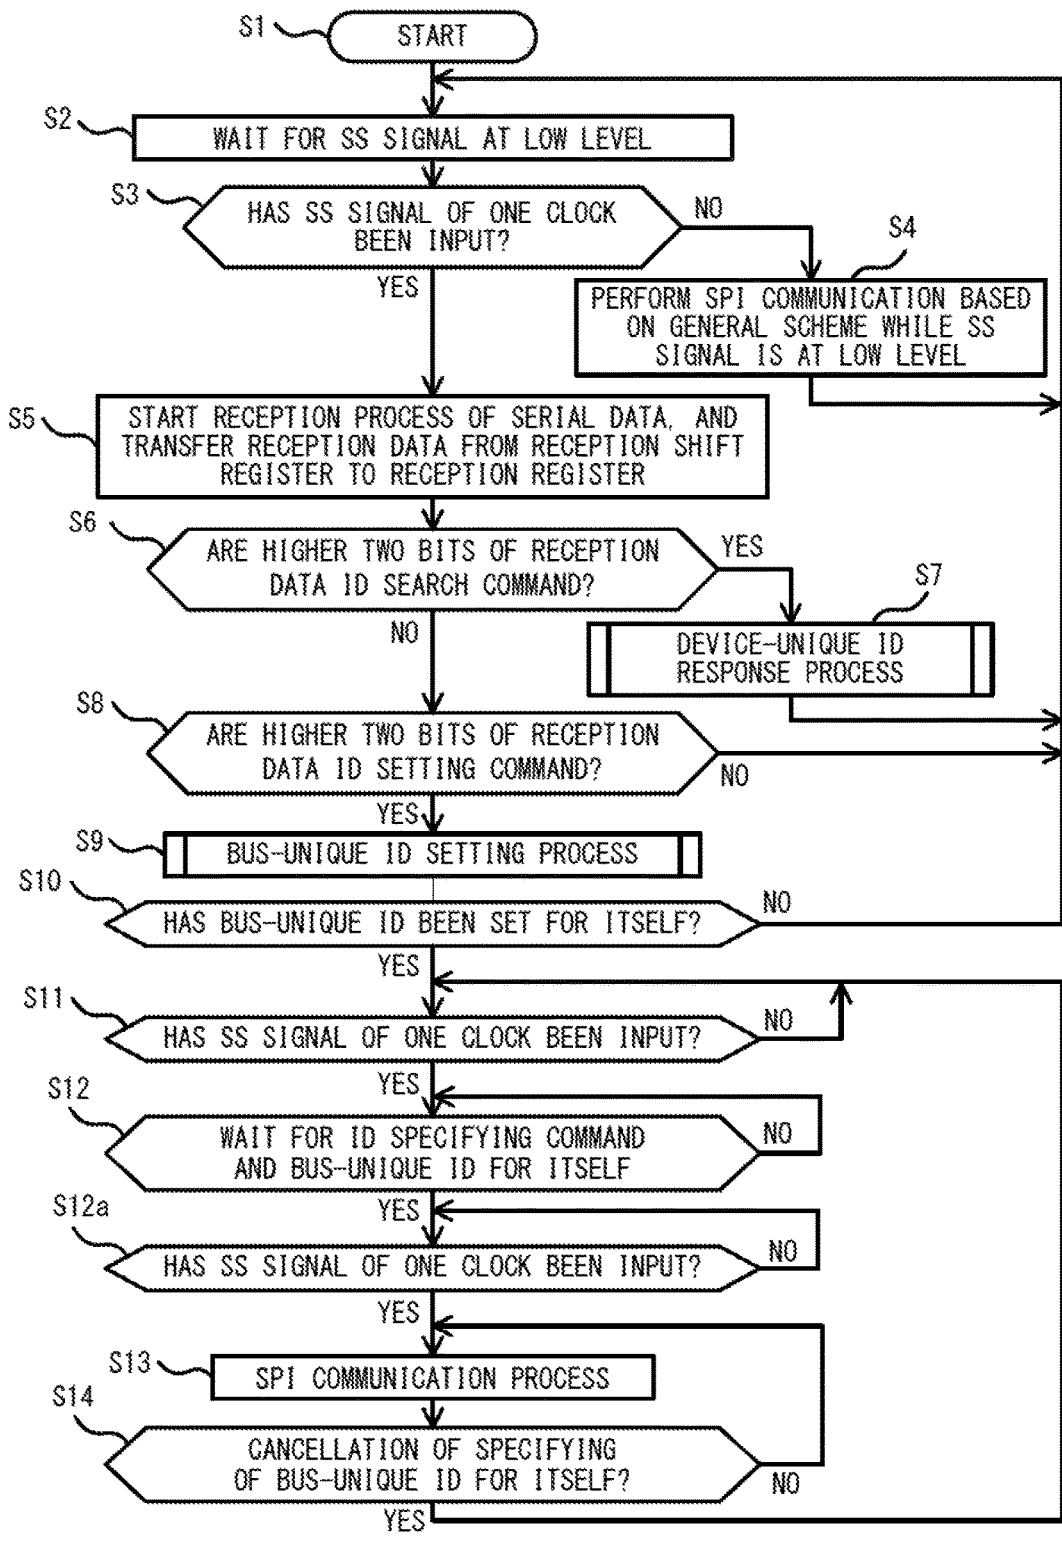 S1
START
S2
WAIT FOR SS SIGNAL AT LOW LEVEL
S3
HAS SS SIGNAL OF ONE CLOCK
BEEN INPUT?
NO
YES
S4
PERFORM SPI COMMUNICATION BASED
ON GENERAL SCHEME WHILE SS
SIGNAL IS AT LOW LEVEL
S5
START RECEPTION PROCESS OF SERIAL DATA, AND
TRANSFER RECEPTION DATA FROM RECEPTION SHIFT
REGISTER TO RECEPTION REGISTER
S6
ARE HIGHER TWO BITS OF RECEPTION
DATA ID SEARCH COMMAND?
YES
NO
S7
DEVICE-UNIQUE ID
RESPONSE PROCESS
S8
ARE HIGHER TWO BITS OF RECEPTION
DATA ID SETTING COMMAND?
NO
YES
S9
BUS-UNIQUE ID SETTING PROCESS
S10
HAS BUS-UNIQUE ID BEEN SET FOR ITSELF?
NO
YES
S11
HAS SS SIGNAL OF ONE CLOCK BEEN INPUT?
NO
YES
S12
WAIT FOR ID SPECIFYING COMMAND
AND BUS-UNIQUE ID FOR ITSELF
NO
YES
S12a
HAS SS SIGNAL OF ONE CLOCK BEEN INPUT?
NO
YES
S13
SPI COMMUNICATION PROCESS
S14
CANCELLATION OF SPECIFYING
OF BUS-UNIQUE ID FOR ITSELF?
NO
YES